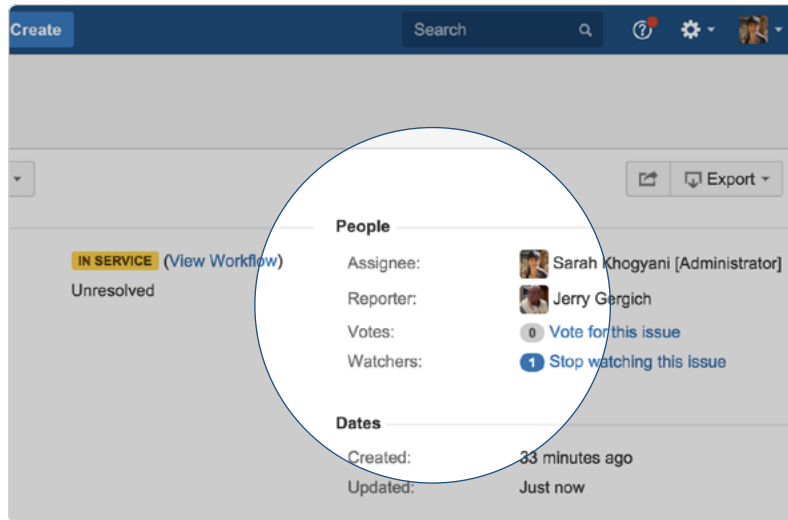 Create
Search
Export
People
IN SERVICE (View Workflow)
Unresolved
Assignee: Sarah Khogyani [Administrator]
Reporter: Jerry Gergich
Votes: 0 Vote for this issue
Watchers: 1 Stop watching this issue
Dates
Created: 33 minutes ago
Updated: Just now